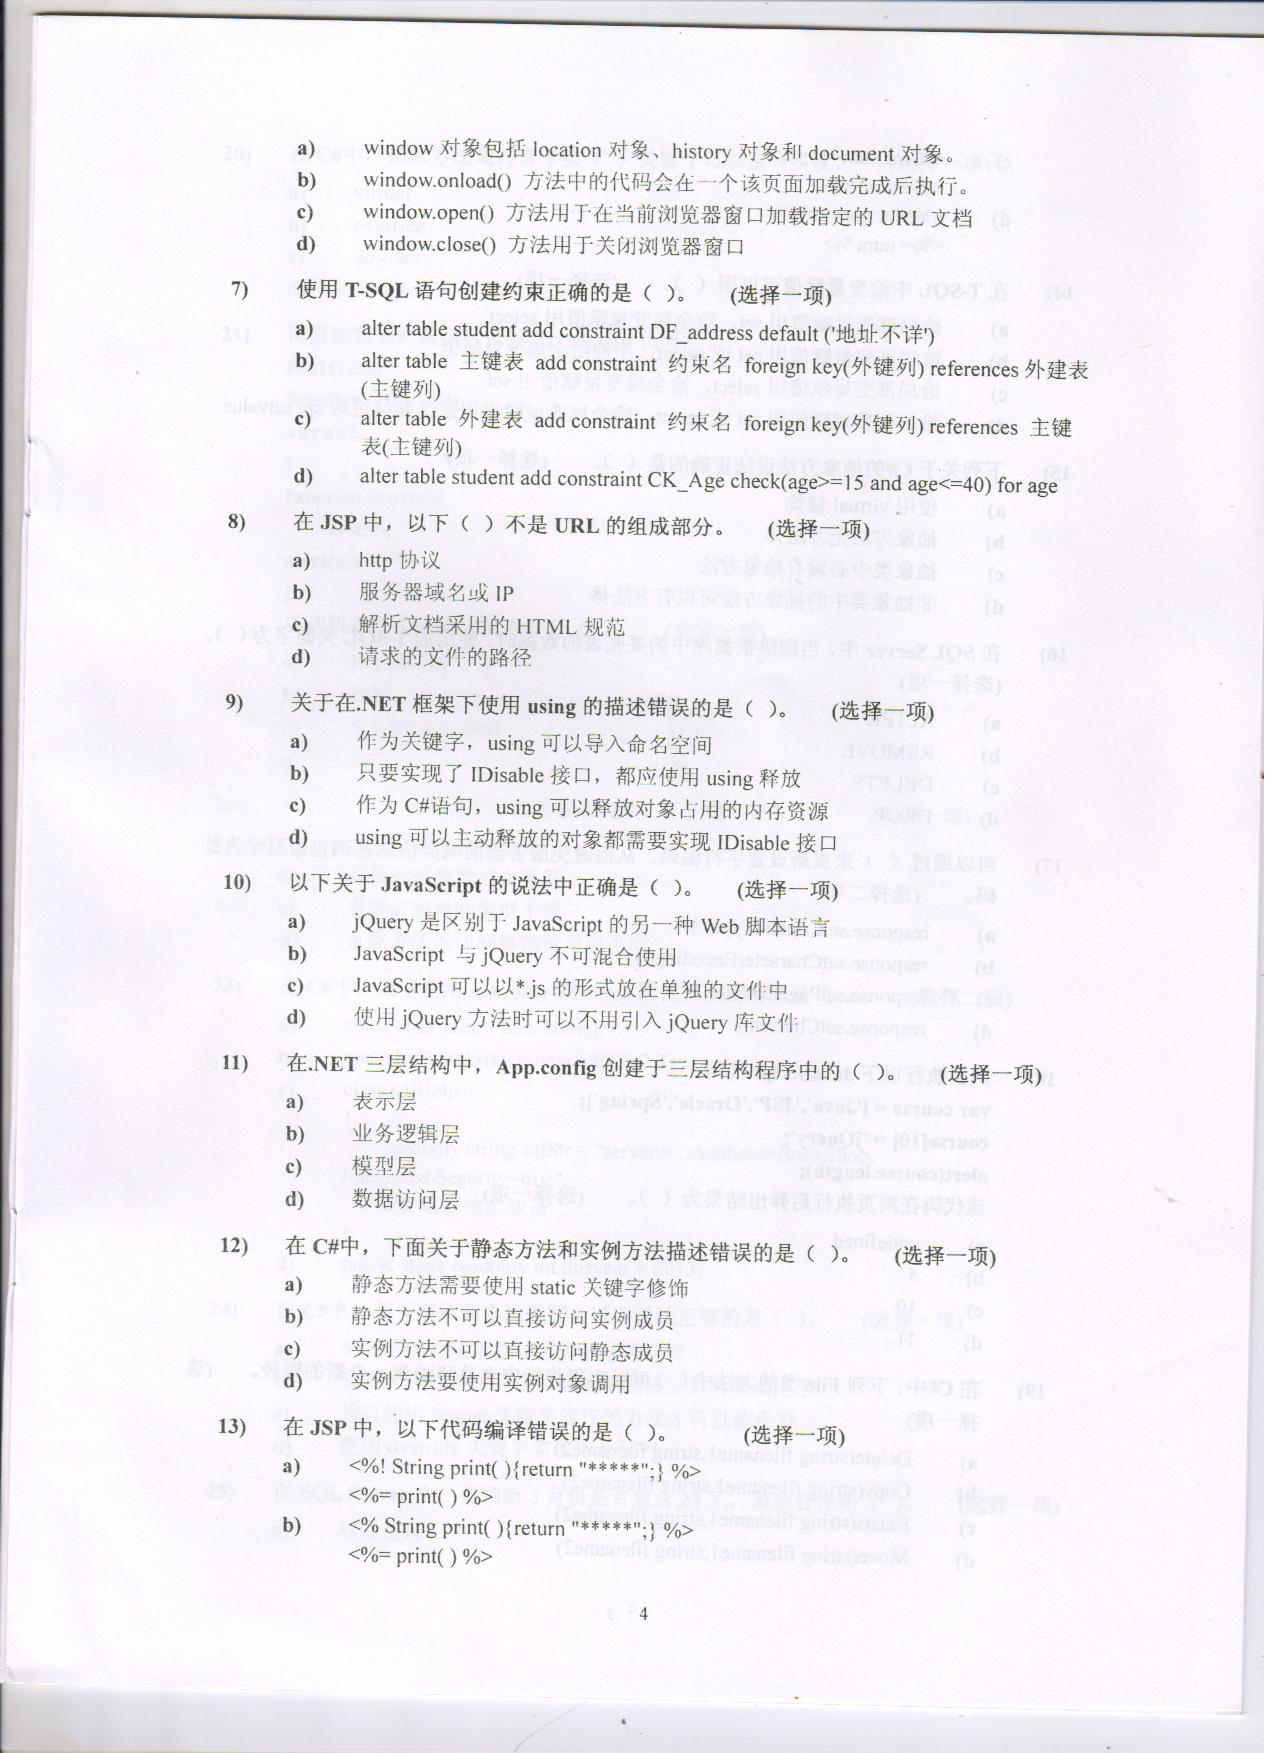 a) window 对象包括 location 对象、history 对象和 document 对象。
b) window.onload() 方法中的代码会在一个该页面加载完成后执行。
c) window.open() 方法用于在当前浏览器窗口加载指定的 URL 文档
d) window.close() 方法用于关闭浏览器窗口
7) 使用 T-SQL 语句创建约束正确的是（ ）。 (选择一项)
a) alter table student add constraint DF_address default ('地址不详')
b) alter table 主键表 add constraint 约束名 foreign key(外键列) references 外建表
(主键列)
c) alter table 外建表 add constraint 约束名 foreign key(外键列) references 主键
表(主键列)
d) alter table student add constraint CK_Age check(age>=15 and age<=40) for age
8) 在 JSP 中，以下（ ）不是 URL 的组成部分。 (选择一项)
a) http 协议
b) 服务器域名或 IP
c) 解析文档采用的 HTML 规范
d) 请求的文件的路径
9) 关于在.NET 框架下使用 using 的描述错误的是（ ）。 (选择一项)
a) 作为关键字，using 可以导入命名空间
b) 只要实现了 IDisable 接口，都应使用 using 释放
c) 作为 C#语句，using 可以释放对象占用的内存资源
d) using 可以主动释放的对象都需要实现 IDisable 接口
10) 以下关于 JavaScript 的说法中正确是（ ）。 (选择一项)
a) jQuery 是区别于 JavaScript 的另一种 Web 脚本语言
b) JavaScript 与 jQuery 不可混合使用
c) JavaScript 可以以*.js 的形式放在单独的文件中
d) 使用 jQuery 方法时可以不用引入 jQuery 库文件
11) 在.NET 三层结构中，App.config 创建于三层结构程序中的（ ）。 (选择一项)
a) 表示层
b) 业务逻辑层
c) 模型层
d) 数据访问层
12) 在 C#中，下面关于静态方法和实例方法描述错误的是（ ）。 (选择一项)
a) 静态方法需要使用 static 关键字修饰
b) 静态方法不可以直接访问实例成员
c) 实例方法不可以直接访问静态成员
d) 实例方法要使用实例对象调用
13) 在 JSP 中，以下代码编译错误的是（ ）。 (选择一项)
a) <%! String print( ){return "*****";} %>
<%= print( ) %>
b) <% String print( ){return "*****";} %>
<%= print( ) %>
4